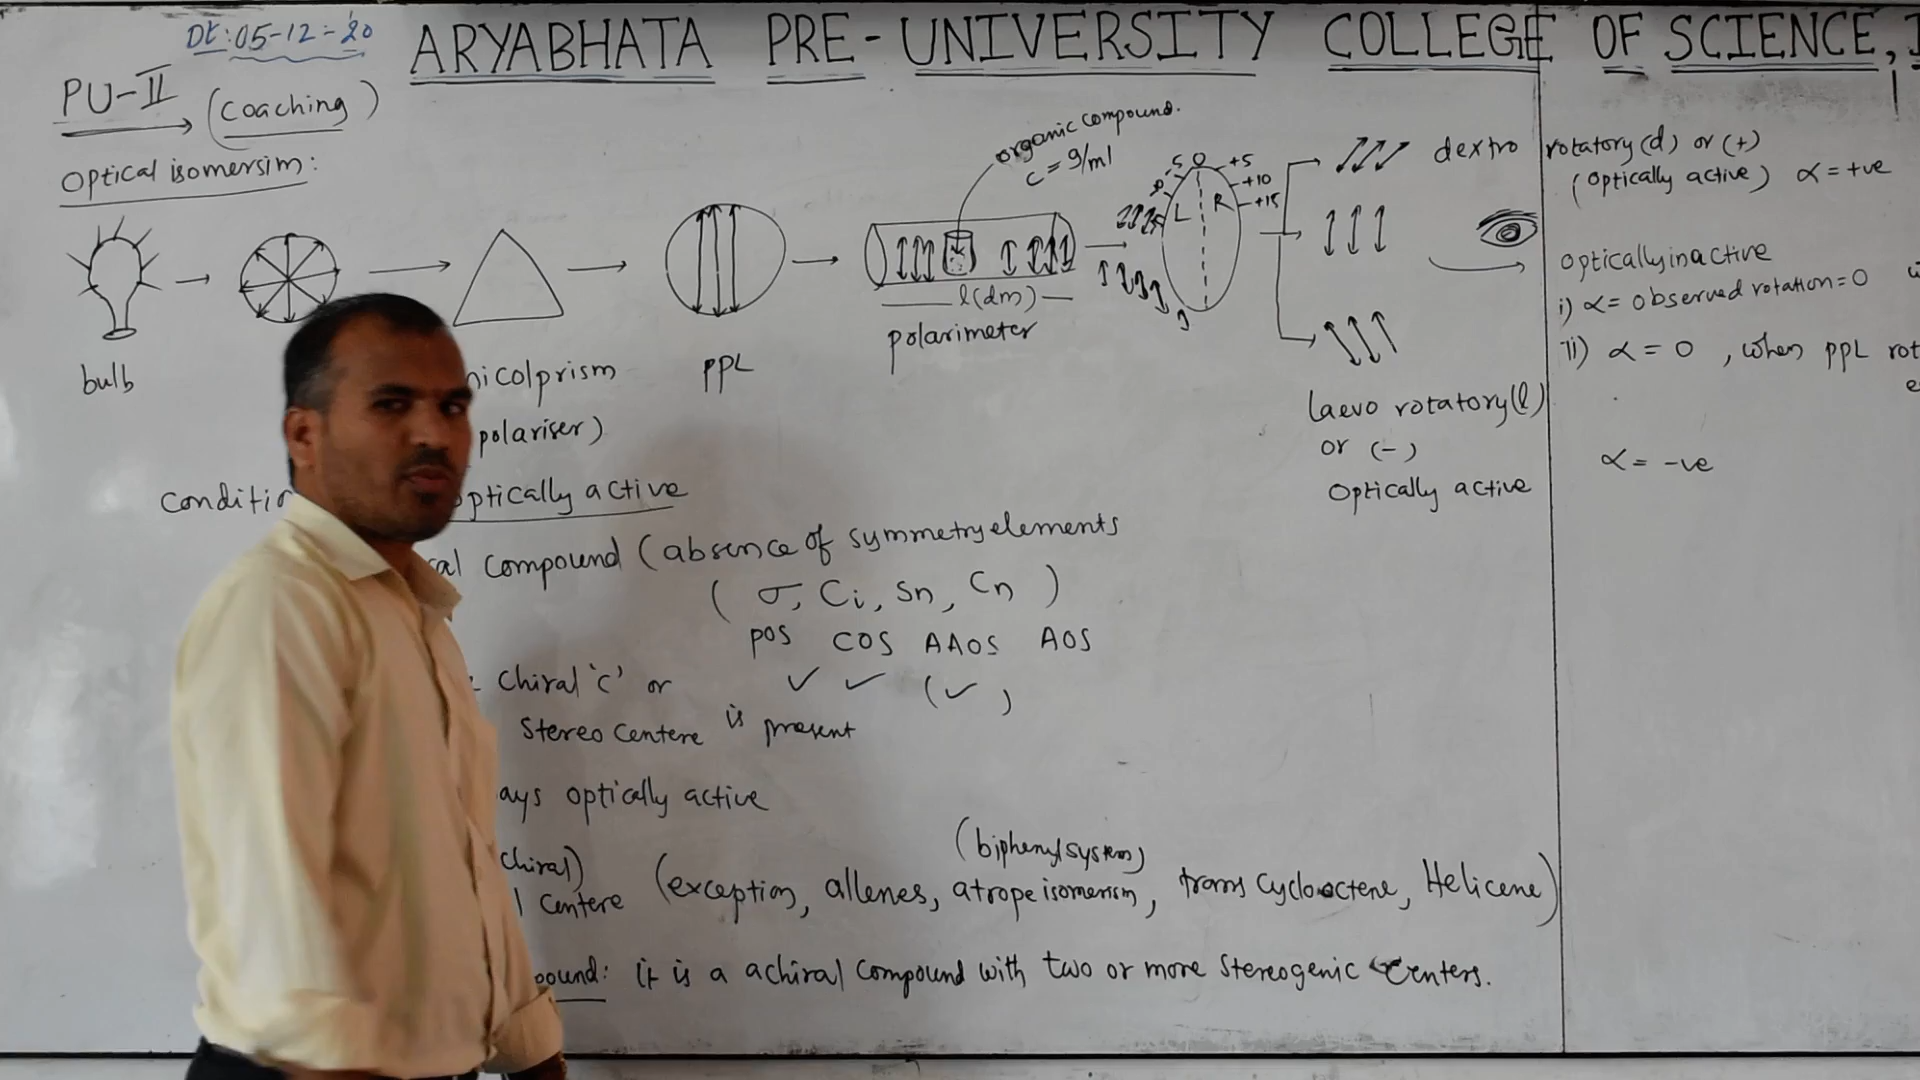 Dt:05-12-20
ARYABHATA PRE-UNIVERSITY COLLEGE OF SCIENCE,
PU-II (coaching)
Optical isomersim:
organic compound.
c = g/ml
5 0 +5
+10
+15
L R
dextro rotatory (d) or (+)
(optically active) α = +ve
l(dm)
bulb
nicolprism
polariser)
PPL
polarimeter
optically inactive
i) α = observed rotation = 0
ii) α = 0 , when PPL rot
Laevo rotatory (l)
or (-)
optically active
α = -ve
optically active
compound (absence of symmetry elements
( σ, Ci, Sn, Cn )
POS COS AAOS AOS
chiral 'c' or ✓ ✓ (✓)
stereo centere is present
ays optically active
chiral)
(biphenyl system)
centere (exception, allenes, atrope isomerism, trans cyclooctene, Helicene)
pound: it is a achiral compound with two or more stereogenic centers.